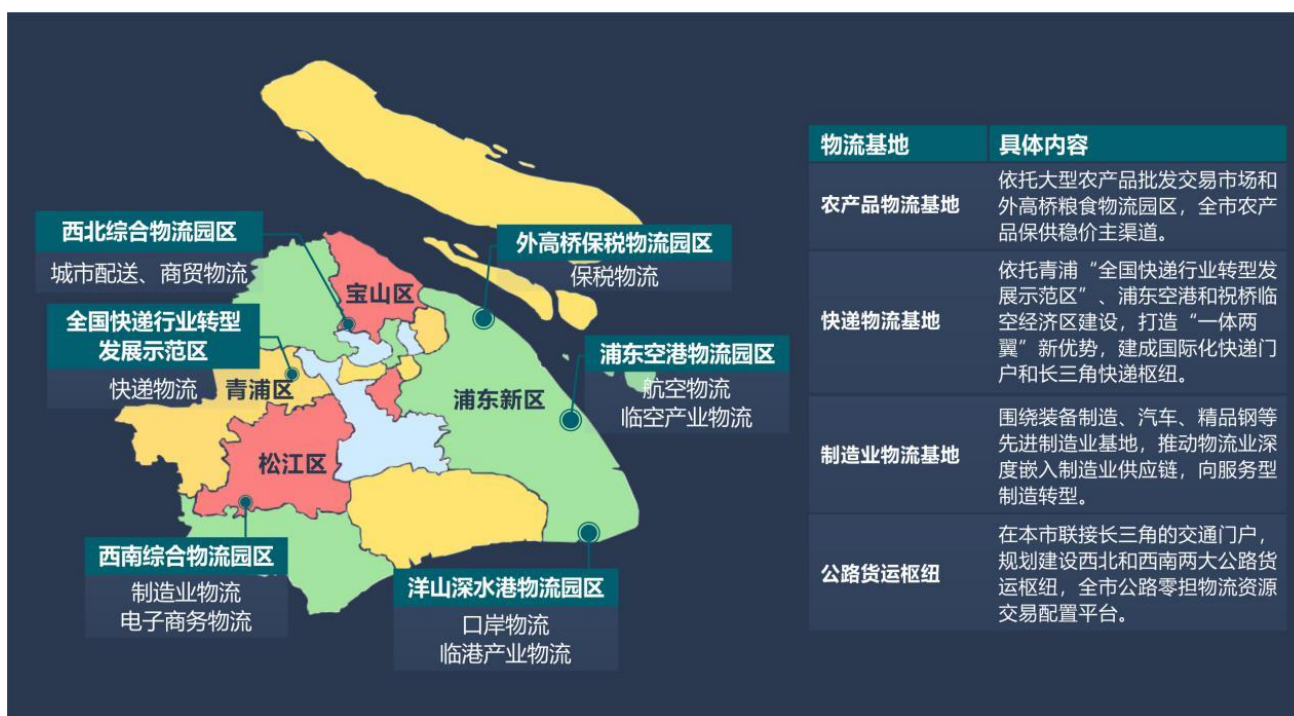 西北综合物流园区
城市配送、商贸物流
全国快递行业转型
发展示范区
快递物流
宝山区
青浦区
松江区
浦东新区
外高桥保税物流园区
保税物流
浦东空港物流园区
航空物流
临空产业物流
西南综合物流园区
制造业物流
电子商务物流
洋山深水港物流园区
口岸物流
临港产业物流
物流基地
具体内容
农产品物流基地
依托大型农产品批发交易市场和
外高桥粮食物流园区，全市农产
品保供稳价主渠道。
快递物流基地
依托青浦“全国快递行业转型发
展示范区”、浦东空港和祝桥临
空经济区建设，打造“一体两
翼”新优势，建成国际化快递门
户和长三角快递枢纽。
制造业物流基地
围绕装备制造、汽车、精品钢等
先进制造业基地，推动物流业深
度嵌入制造业供应链，向服务型
制造转型。
公路货运枢纽
在本市联接长三角的交通门户，
规划建设西北和西南两大公路货
运枢纽，全市公路零担物流资源
交易配置平台。